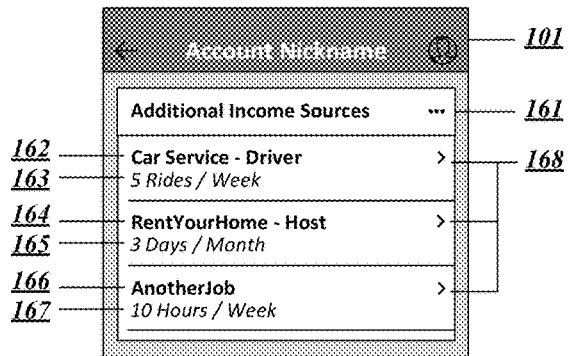 Account Nickname 101
Additional Income Sources ... 161
162 Car Service - Driver > 168
163 5 Rides / Week
164 RentYourHome - Host >
165 3 Days / Month
166 AnotherJob >
167 10 Hours / Week